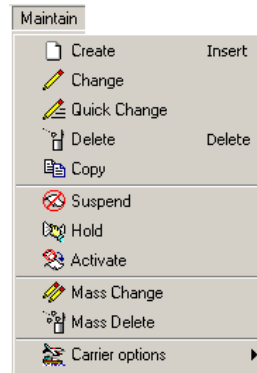 Maintain
Create Insert
Change
Quick Change
Delete Delete
Copy
Suspend
Hold
Activate
Mass Change
Mass Delete
Carrier options